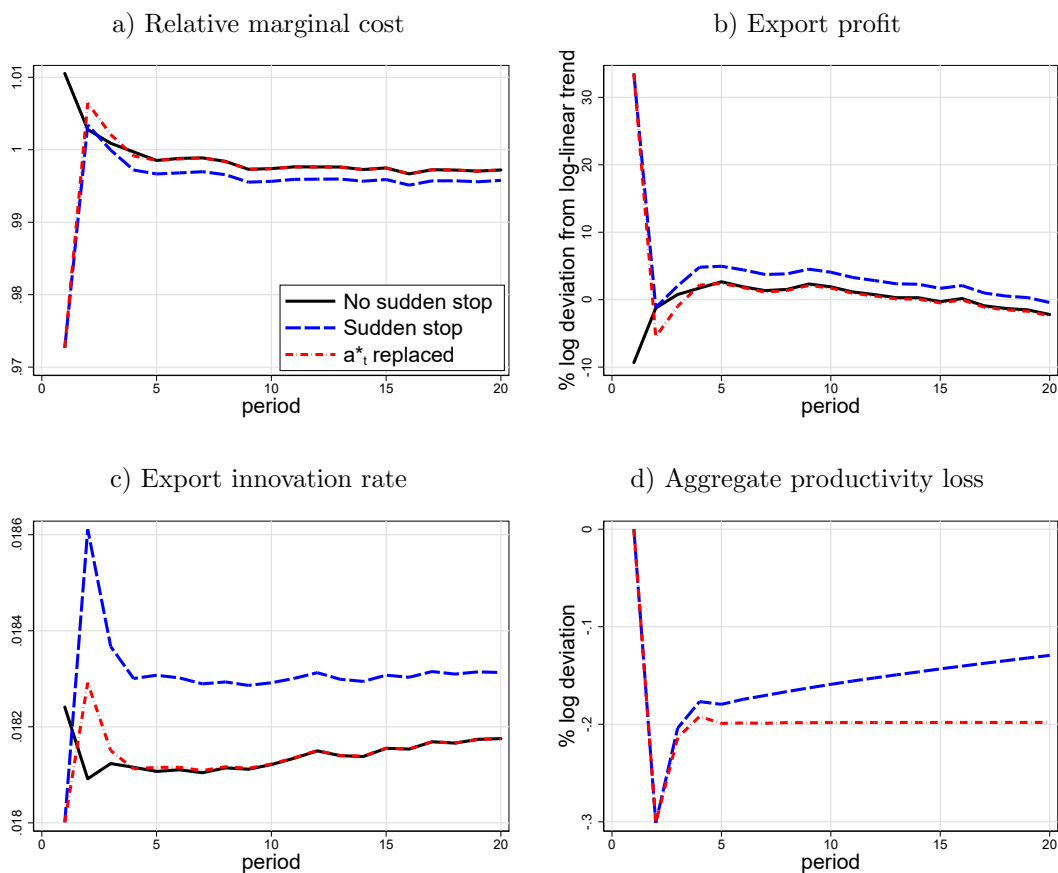 a) Relative marginal cost
1.01
1
.99
.98
.97
0
5
10
15
20
period
No sudden stop
Sudden stop
a*t replaced
b) Export profit
% log deviation from log-linear trend
30
20
10
0
-10
0
5
10
15
20
period
c) Export innovation rate
.0186
.0184
.0182
.018
0
5
10
15
20
period
d) Aggregate productivity loss
% log deviation
0
-.1
-.2
-.3
0
5
10
15
20
period